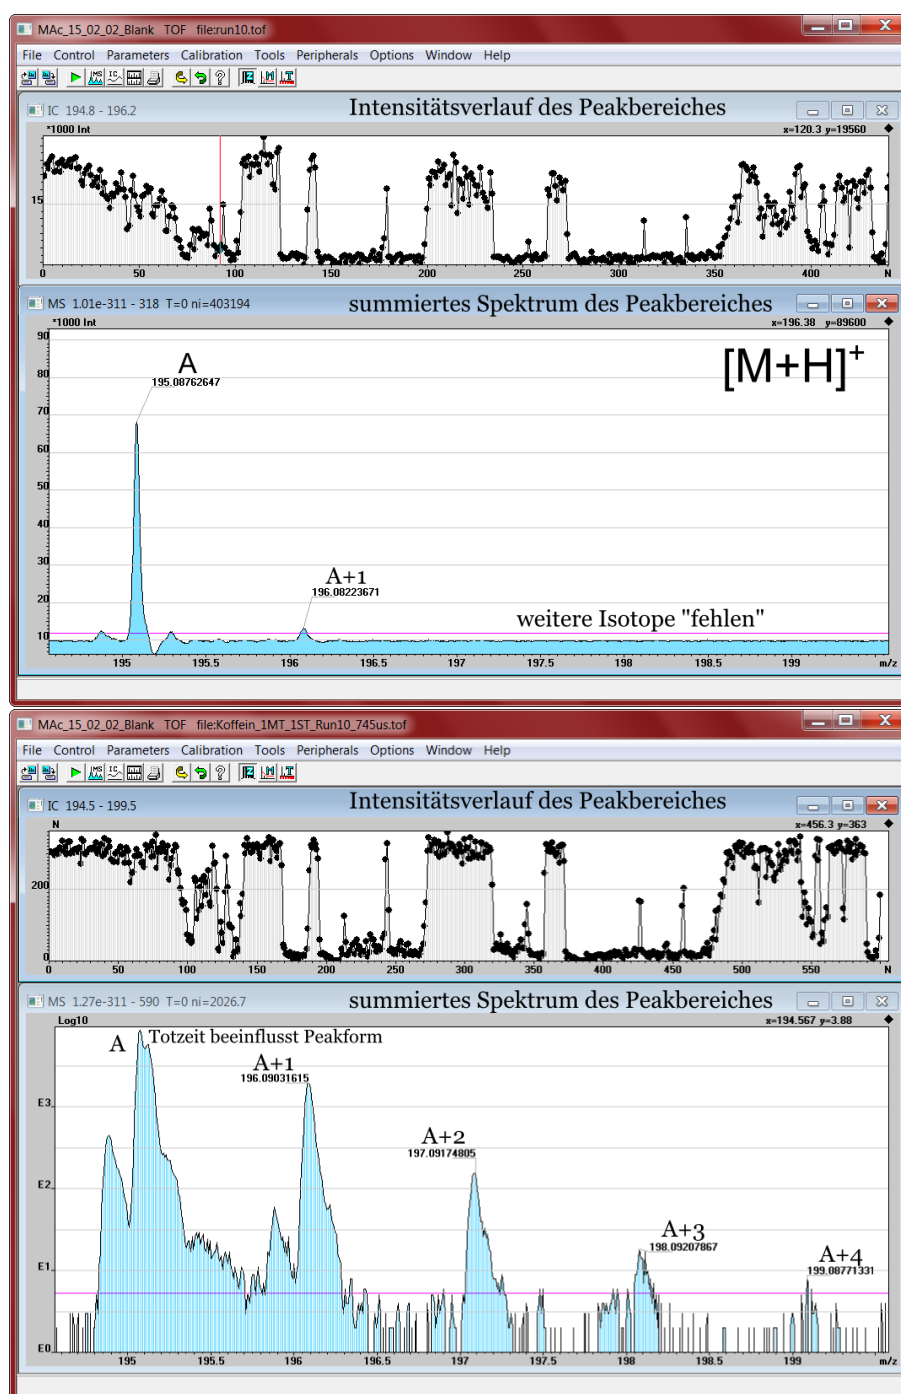 MAc_15_02_02_Blank TOF file:run10.tof
File Control Parameters Calibration Tools Peripherals Options Window Help
IC 194.8 - 196.2
Intensitätsverlauf des Peakbereiches
*1000 Int
x=120.3 y=19560
15
0 50 100 150 200 250 300 350 400 N
MS 1.01e-311 - 318 T=0 ni=403194
summiertes Spektrum des Peakbereiches
*1000 Int
x=196.38 y=89600
90
A
[M+H]+
80
195.08762647
70
60
50
40
30
A+1
196.08223671
20
weitere Isotope "fehlen"
10
195 195.5 196 196.5 197 197.5 198 198.5 199 m/z
MAc_15_02_02_Blank TOF file:Koffein_1MT_1ST_Run10_745us.tof
File Control Parameters Calibration Tools Peripherals Options Window Help
IC 194.5 - 199.5
Intensitätsverlauf des Peakbereiches
N
x=456.3 y=363
200
0
0 50 100 150 200 250 300 350 400 450 500 550 N
MS 1.27e-311 - 590 T=0 ni=2026.7
summiertes Spektrum des Peakbereiches
Log10
x=194.567 y=3.88
A
Totzeit beeinflusst Peakform
A+1
196.09031615
E3
A+2
197.09174805
E2
A+3
198.09207867
A+4
199.08771331
E1
E0
195 195.5 196 196.5 197 197.5 198 198.5 199 m/z